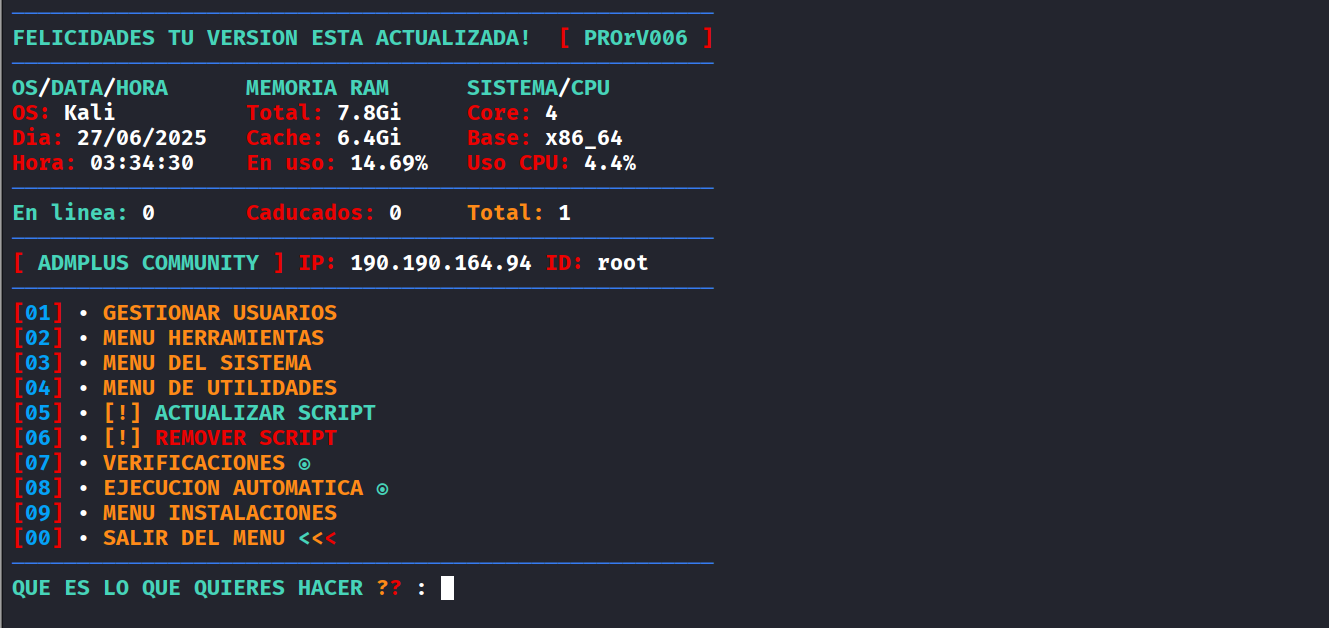 FELICIDADES TU VERSION ESTA ACTUALIZADA! [ PROrV006 ]
OS/DATA/HORA MEMORIA RAM SISTEMA/CPU
OS: Kali Total: 7.8Gi Core: 4
Dia: 27/06/2025 Cache: 6.4Gi Base: x86_64
Hora: 03:34:30 En uso: 14.69% Uso CPU: 4.4%
En linea: 0 Caducados: 0 Total: 1
[ ADMPLUS COMMUNITY ] IP: 190.190.164.94 ID: root
[01] • GESTIONAR USUARIOS
[02] • MENU HERRAMIENTAS
[03] • MENU DEL SISTEMA
[04] • MENU DE UTILIDADES
[05] • [!] ACTUALIZAR SCRIPT
[06] • [!] REMOVER SCRIPT
[07] • VERIFICACIONES ⊙
[08] • EJECUCION AUTOMATICA ⊙
[09] • MENU INSTALACIONES
[00] • SALIR DEL MENU <<<
QUE ES LO QUE QUIERES HACER ?? :